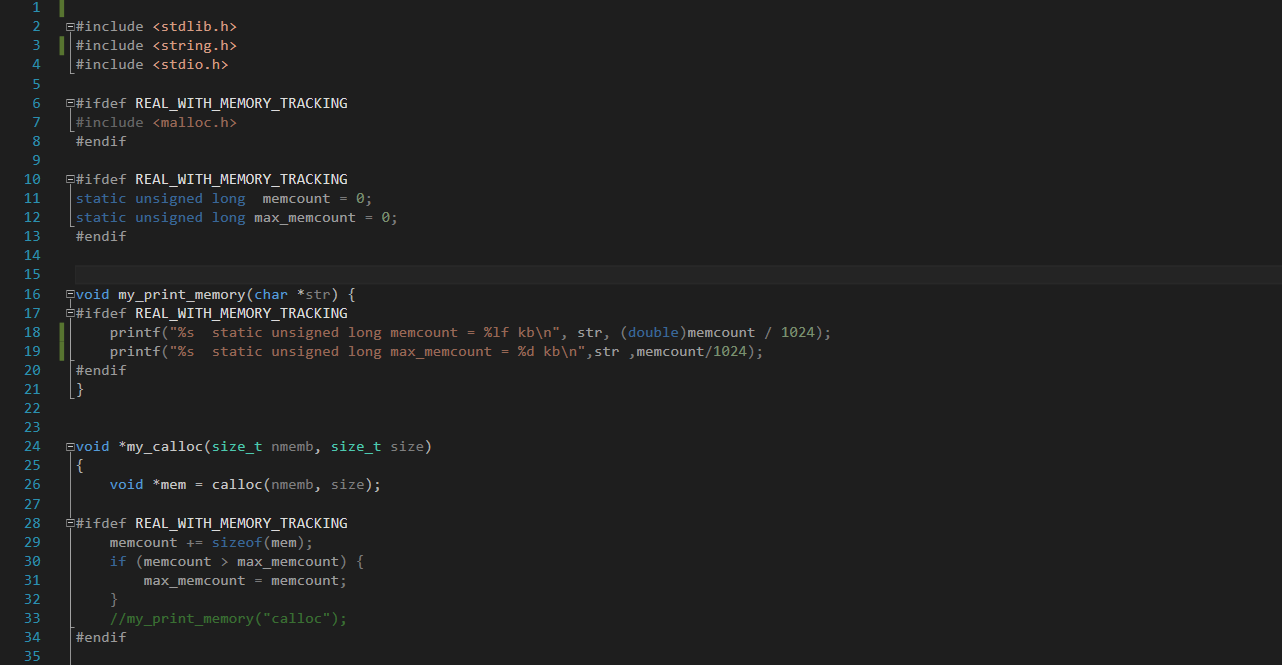 1
2 #include <stdlib.h>
3 #include <string.h>
4 #include <stdio.h>
5
6 #ifdef REAL_WITH_MEMORY_TRACKING
7 #include <malloc.h>
8 #endif
9
10 #ifdef REAL_WITH_MEMORY_TRACKING
11 static unsigned long  memcount = 0;
12 static unsigned long max_memcount = 0;
13 #endif
14
15
16 void my_print_memory(char *str) {
17 #ifdef REAL_WITH_MEMORY_TRACKING
18     printf("%s  static unsigned long memcount = %lf kb\n", str, (double)memcount / 1024);
19     printf("%s  static unsigned long max_memcount = %d kb\n",str ,memcount/1024);
20 #endif
21 }
22
23
24 void *my_calloc(size_t nmemb, size_t size)
25 {
26     void *mem = calloc(nmemb, size);
27
28 #ifdef REAL_WITH_MEMORY_TRACKING
29     memcount += sizeof(mem);
30     if (memcount > max_memcount) {
31         max_memcount = memcount;
32     }
33     //my_print_memory("calloc");
34 #endif
35